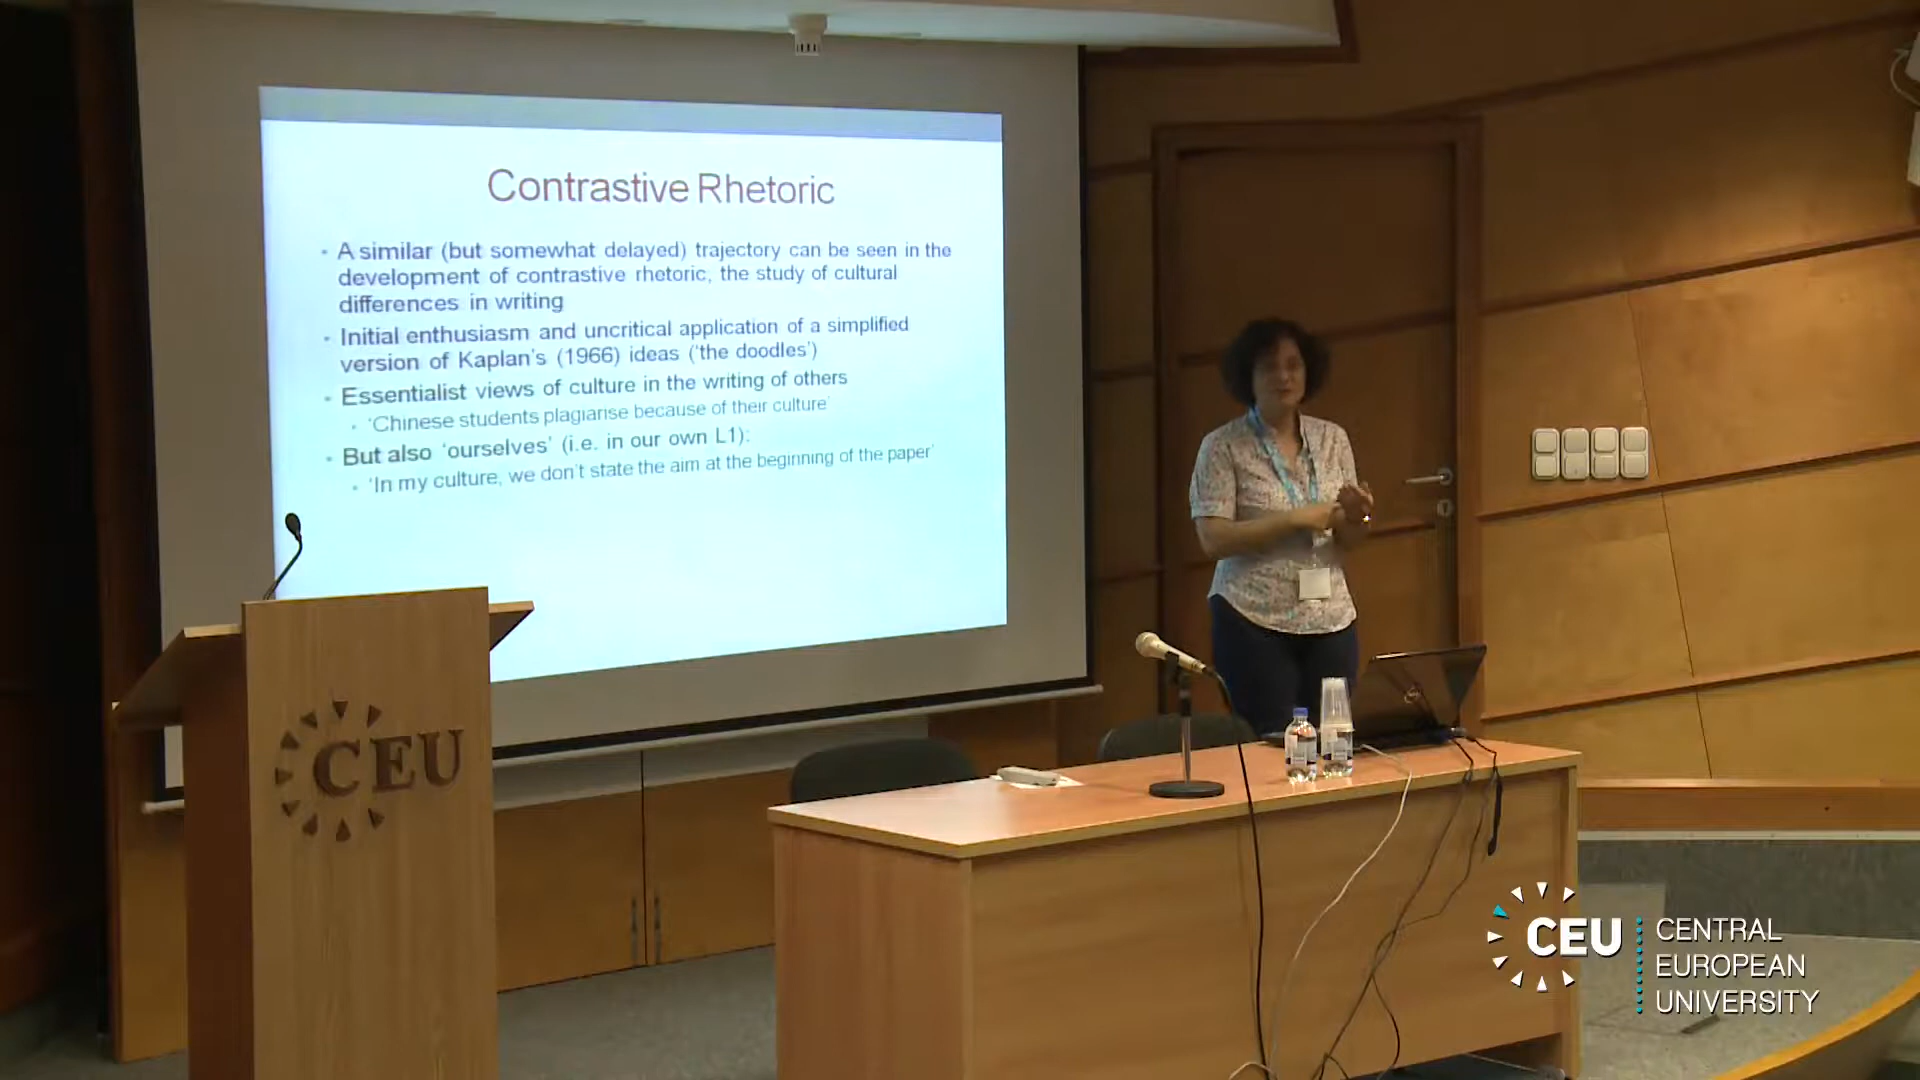 Contrastive Rhetoric
• A similar (but somewhat delayed) trajectory can be seen in the
development of contrastive rhetoric, the study of cultural
differences in writing
• Initial enthusiasm and uncritical application of a simplified
version of Kaplan's (1966) ideas ('the doodles')
• Essentialist views of culture in the writing of others
• 'Chinese students plagiarise because of their culture'
• But also 'ourselves' (i.e. in our own L1):
• 'In my culture, we don't state the aim at the beginning of the paper'
CEU
CEU
CENTRAL
EUROPEAN
UNIVERSITY